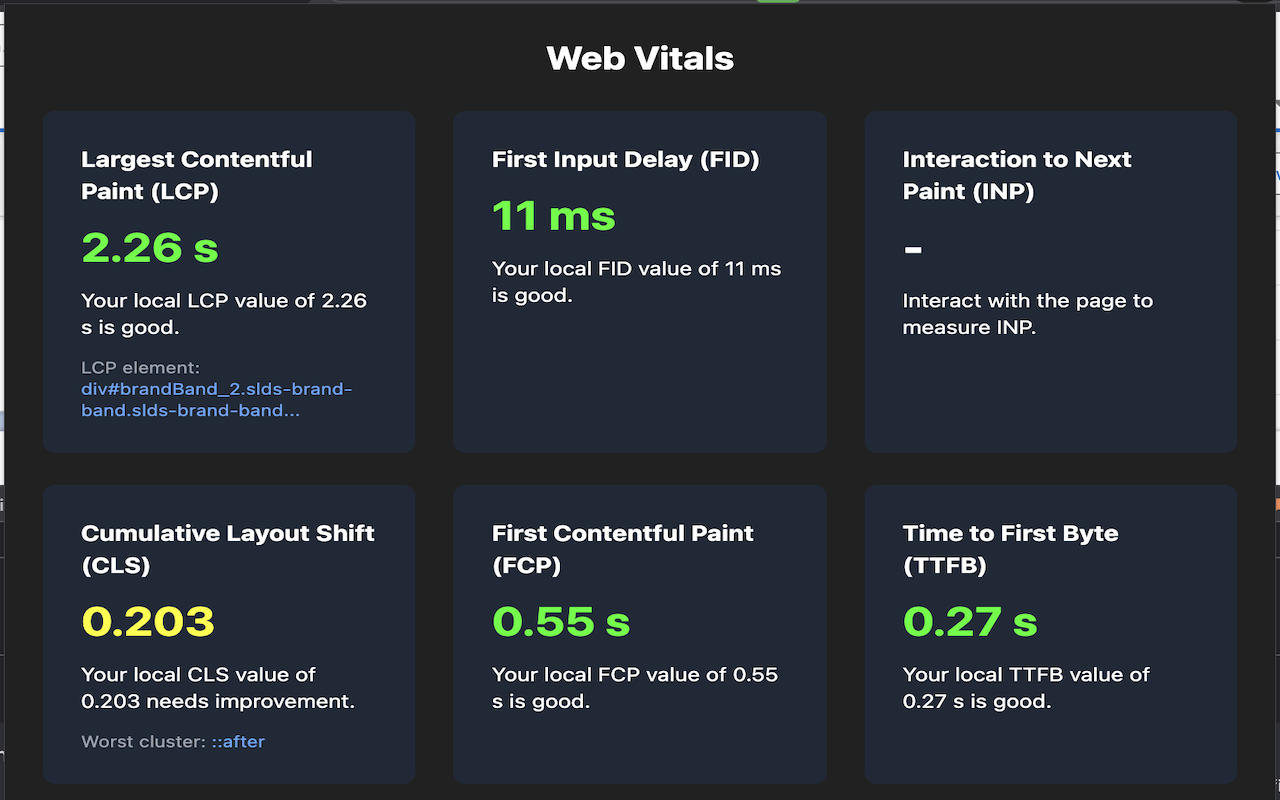 Web Vitals
Largest Contentful
Paint (LCP)
2.26 s
Your local LCP value of 2.26
s is good.
LCP element:
div#brandBand_2.slds-brand-
band.slds-brand-band...
First Input Delay (FID)
11 ms
Your local FID value of 11 ms
is good.
Interaction to Next
Paint (INP)
-
Interact with the page to
measure INP.
Cumulative Layout Shift
(CLS)
0.203
Your local CLS value of
0.203 needs improvement.
Worst cluster: ::after
First Contentful Paint
(FCP)
0.55 s
Your local FCP value of 0.55
s is good.
Time to First Byte
(TTFB)
0.27 s
Your local TTFB value of
0.27 s is good.